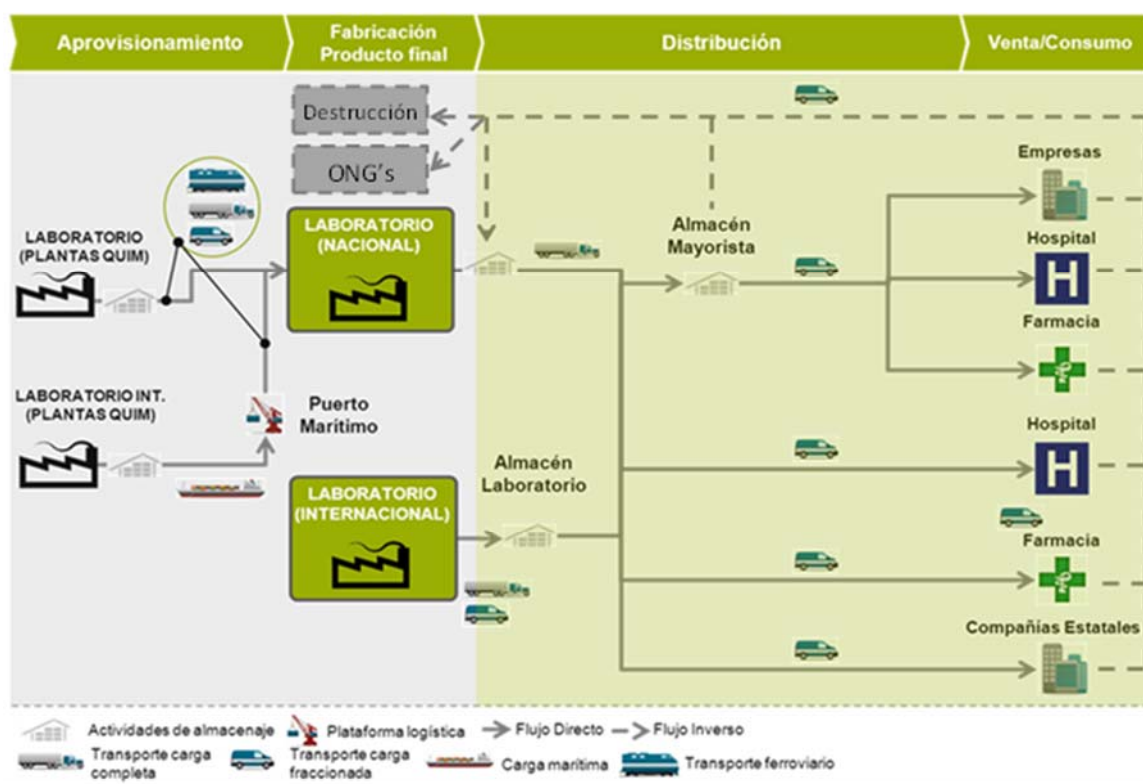 Aprovisionamiento
Fabricación
Producto final
Distribución
Venta/Consumo
Destrucción
ONG's
Empresas
LABORATORIO
(NACIONAL)
Almacén
Mayorista
LABORATORIO
(PLANTAS QUIM)
Hospital
Farmacia
LABORATORIO INT.
(PLANTAS QUIM)
Puerto
Marítimo
Hospital
Almacén
Laboratorio
LABORATORIO
(INTERNACIONAL)
Farmacia
Compañías Estatales
Actividades de almacenaje
Plataforma logística
Flujo Directo
Flujo Inverso
Transporte carga
completa
Transporte carga
fraccionada
Carga marítima
Transporte ferroviario